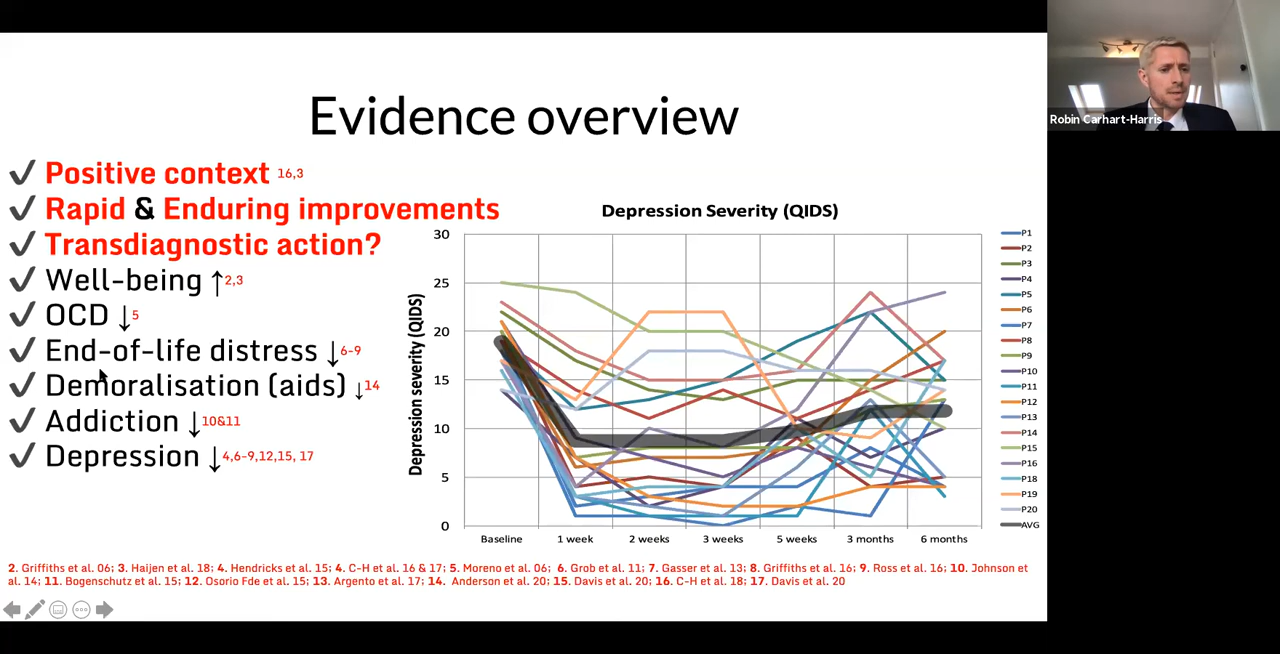 Evidence overview
Robin Carhart-Harris
✓ Positive context 16,3
✓ Rapid & Enduring improvements
✓ Transdiagnostic action?
✓ Well-being ↑2,3
✓ OCD ↓5
✓ End-of-life distress ↓6-9
✓ Demoralisation (aids) ↓14
✓ Addiction ↓10&11
✓ Depression ↓4,6-9,12,15, 17
Depression Severity (QIDS)
Depression severity (QIDS)
30
25
20
15
10
5
0
Baseline 1 week 2 weeks 3 weeks 5 weeks 3 months 6 months
P1
P2
P3
P4
P5
P6
P7
P8
P9
P10
P11
P12
P13
P14
P15
P16
P18
P19
P20
AVG
2. Griffiths et al. 06; 3. Haijen et al. 18; 4. Hendricks et al. 15; 4. C-H et al. 16 & 17; 5. Moreno et al. 06; 6. Grob et al. 11; 7. Gasser et al. 13; 8. Griffiths et al. 16; 9. Ross et al. 16; 10. Johnson et
al. 14; 11. Bogenschutz et al. 15; 12. Osorio Fde et al. 15; 13. Argento et al. 17; 14. Anderson et al. 20; 15. Davis et al. 20; 16. C-H et al. 18; 17. Davis et al. 20